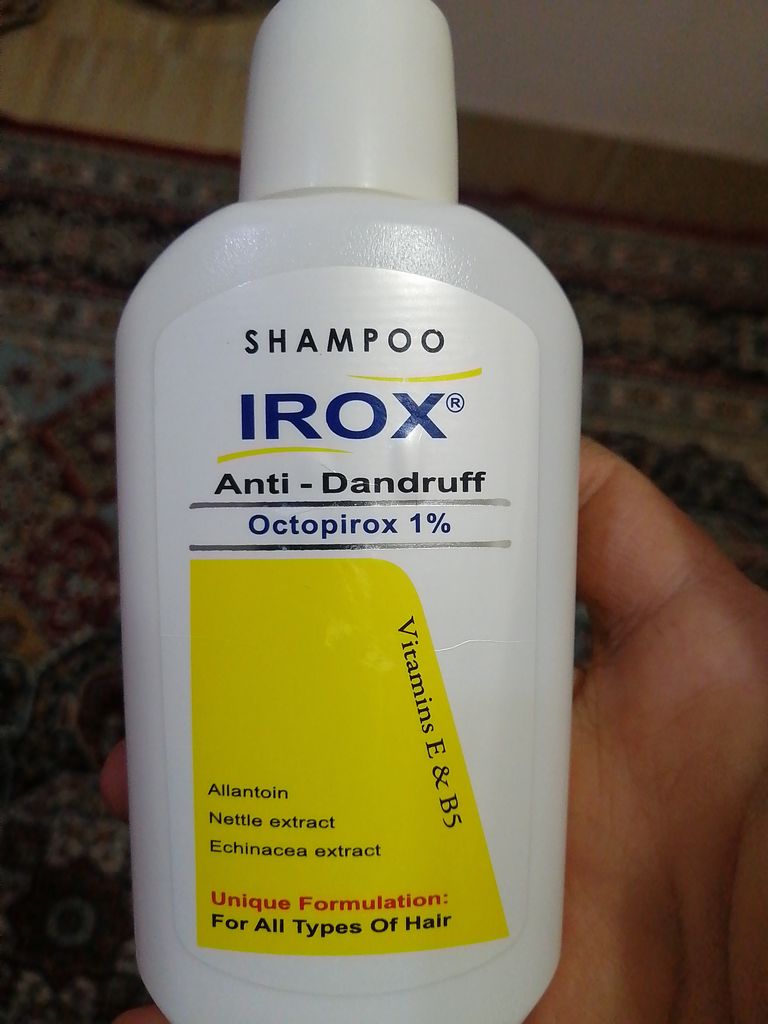 SHAMPOO
IROX®
Anti - Dandruff
Octopirox 1%
Vitamins E & B5
Allantoin
Nettle extract
Echinacea extract
Unique Formulation:
For All Types Of Hair